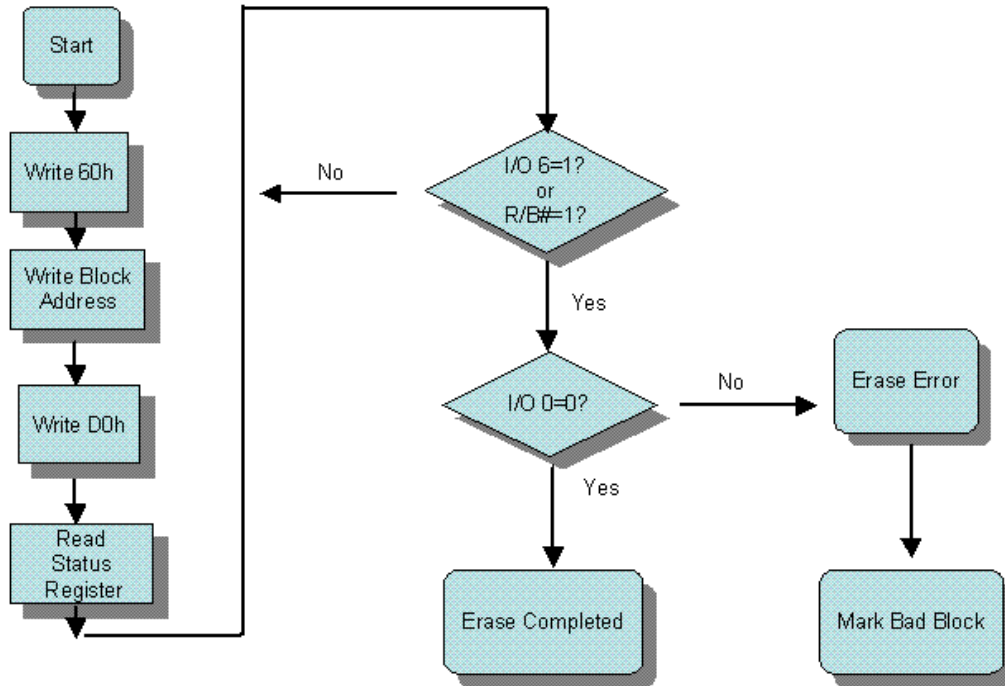 Start
Write 60h
Write Block
Address
Write D0h
Read
Status
Register
I/O 6=1?
or
R/B#=1?
No
Yes
I/O 0=0?
No
Yes
Erase Error
Erase Completed
Mark Bad Block